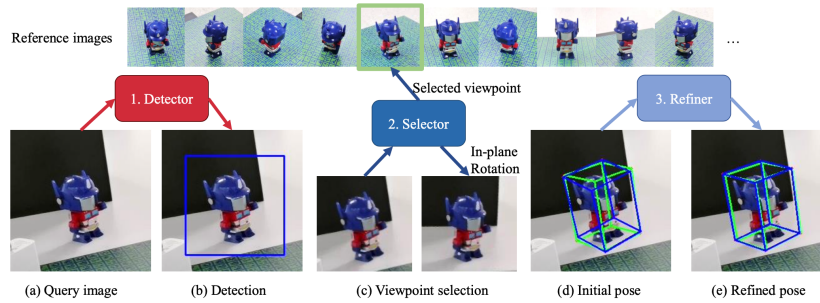 Reference images
...
1. Detector
Selected viewpoint
3. Refiner
2. Selector
In-plane
Rotation
(a) Query image
(b) Detection
(c) Viewpoint selection
(d) Initial pose
(e) Refined pose